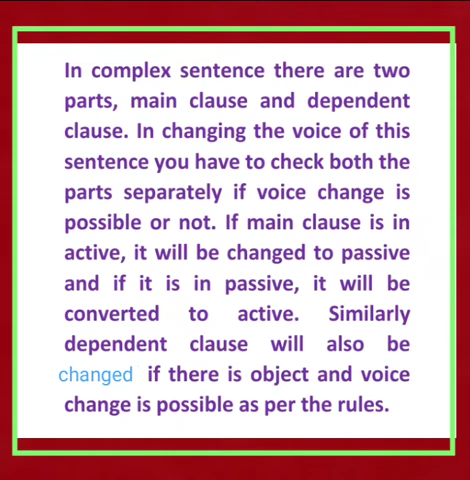 In complex sentence there are two
parts, main clause and dependent
clause. In changing the voice of this
sentence you have to check both the
parts separately if voice change is
possible or not. If main clause is in
active, it will be changed to passive
and if it is in passive, it will be
converted to active. Similarly
dependent clause will also be
changed if there is object and voice
change is possible as per the rules.